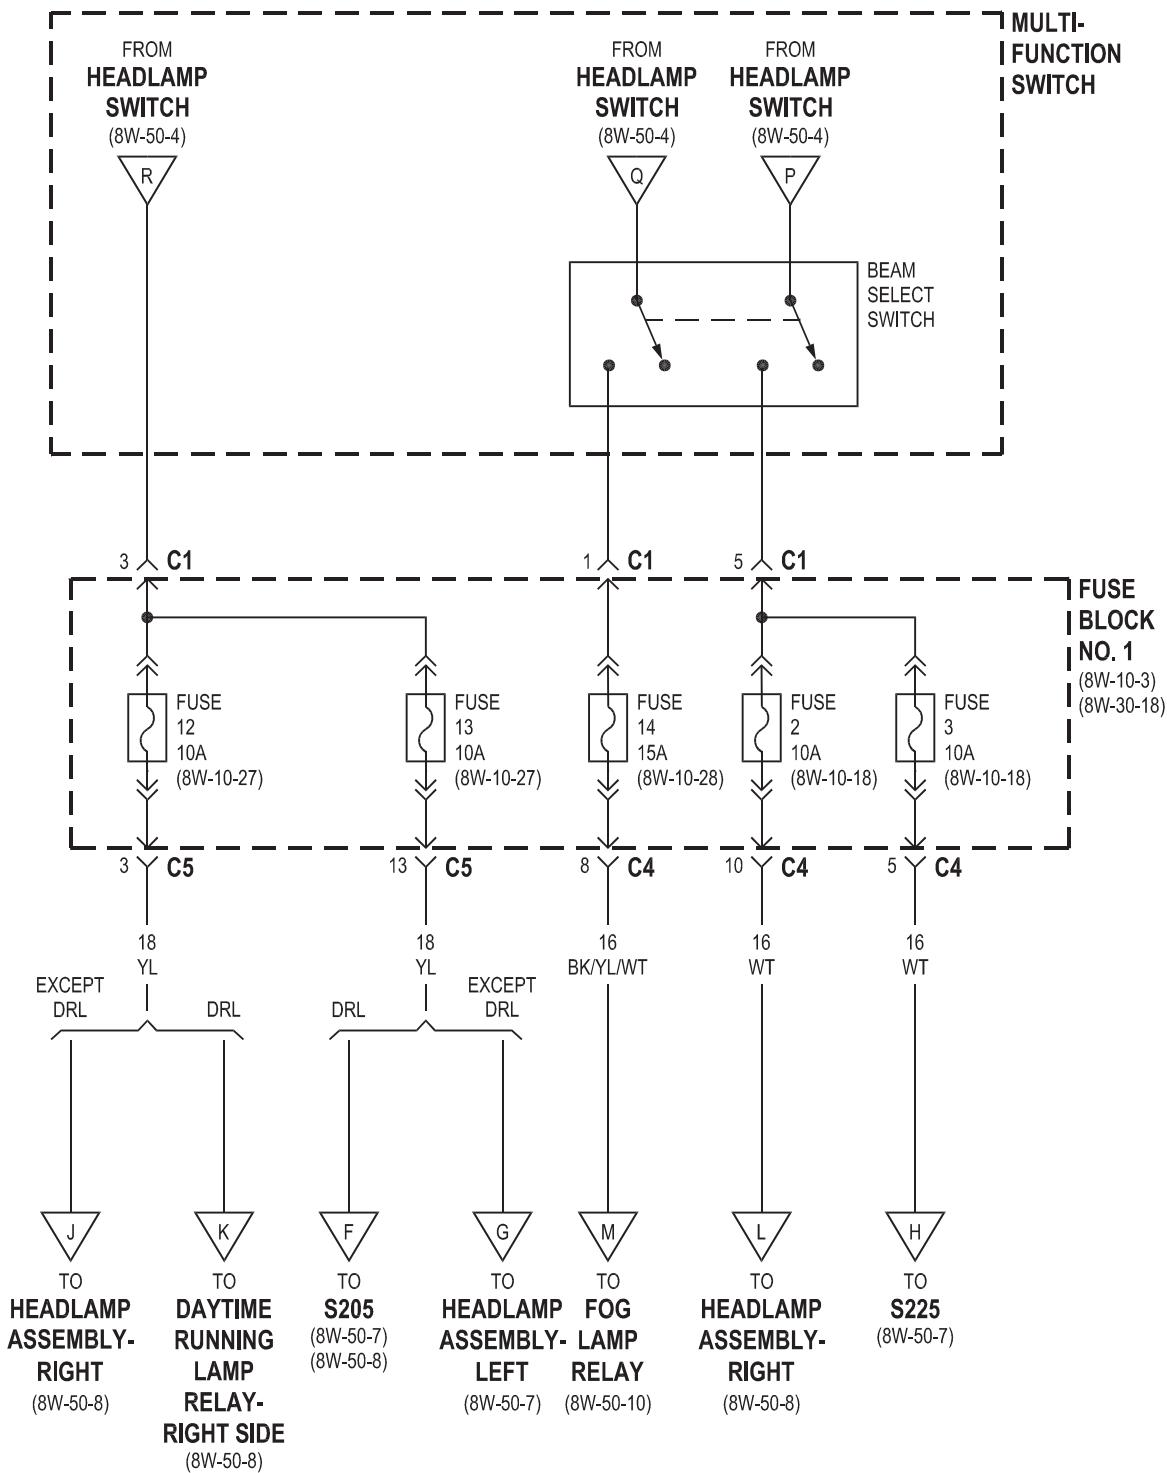 MULTI-
FUNCTION
SWITCH
FROM
HEADLAMP
SWITCH
(8W-50-4)
R
FROM
HEADLAMP
SWITCH
(8W-50-4)
Q
FROM
HEADLAMP
SWITCH
(8W-50-4)
P
BEAM
SELECT
SWITCH
3 C1
1 C1
5 C1
FUSE
BLOCK
NO. 1
(8W-10-3)
(8W-30-18)
FUSE
12
10A
(8W-10-27)
FUSE
13
10A
(8W-10-27)
FUSE
14
15A
(8W-10-28)
FUSE
2
10A
(8W-10-18)
FUSE
3
10A
(8W-10-18)
3 C5
13 C5
8 C4
10 C4
5 C4
18
YL
18
YL
16
BK/YL/WT
16
WT
16
WT
EXCEPT
DRL
DRL
DRL
EXCEPT
DRL
J
TO
HEADLAMP
ASSEMBLY-
RIGHT
(8W-50-8)
K
TO
DAYTIME
RUNNING
LAMP
RELAY-
RIGHT SIDE
(8W-50-8)
F
TO
S205
(8W-50-7)
(8W-50-8)
G
TO
HEADLAMP
ASSEMBLY-
LEFT
(8W-50-7)
M
TO
FOG
LAMP
RELAY
(8W-50-10)
L
TO
HEADLAMP
ASSEMBLY-
RIGHT
(8W-50-8)
H
TO
S225
(8W-50-7)